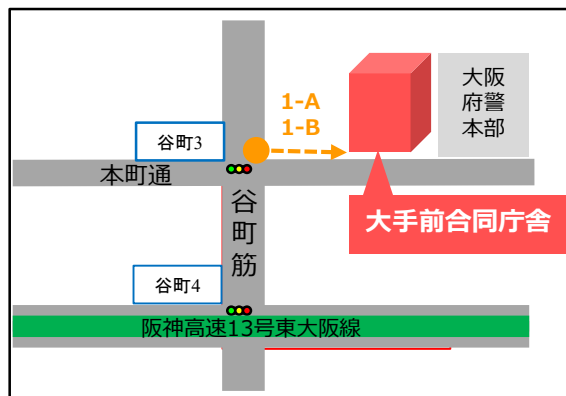 1-A
1-B
大阪
府警
本部
谷町3
本町通
谷町筋
大手前合同庁舎
谷町4
阪神高速13号東大阪線